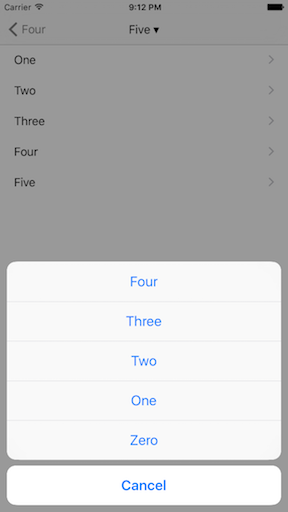 Carrier 9:12 PM
Four Five ▾
One
Two
Three
Four
Five
Four
Three
Two
One
Zero
Cancel